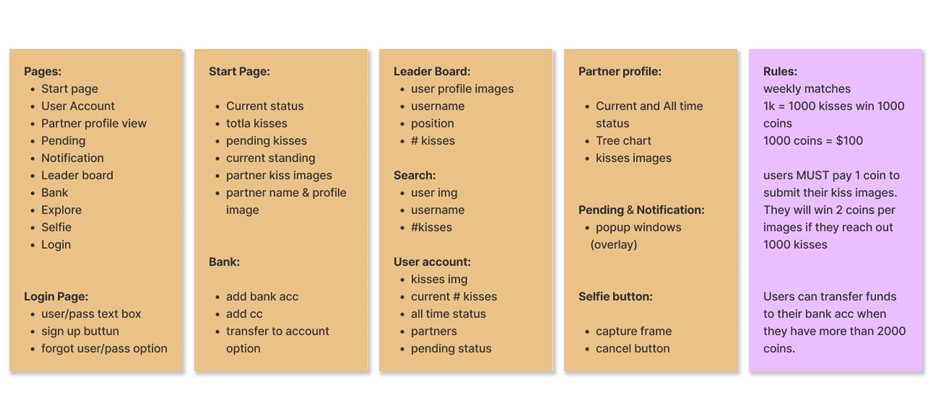 Pages:
Start page
User Account
Partner profile view
Pending
Notification
Leader board
Bank
Explore
Selfie
Login
Login Page:
user/pass text box
sign up buttun
forgot user/pass option
Start Page:
Current status
totla kisses
pending kisses
current standing
partner kiss images
partner name & profile
image
Bank:
add bank acc
add cc
transfer to account
option
Leader Board:
user profile images
username
position
# kisses
Search:
user img
username
#kisses
User account:
kisses img
current # kisses
all time status
partners
pending status
Partner profile:
Current and All time
status
Tree chart
kisses images
Pending & Notification:
popup windows
(overlay)
Selfie button:
capture frame
cancel button
Rules:
weekly matches
1k = 1000 kisses win 1000
coins
1000 coins = $100
users MUST pay 1 coin to
submit their kiss images.
They will win 2 coins per
images if they reach out
1000 kisses
Users can transfer funds
to their bank acc when
they have more than 2000
coins.